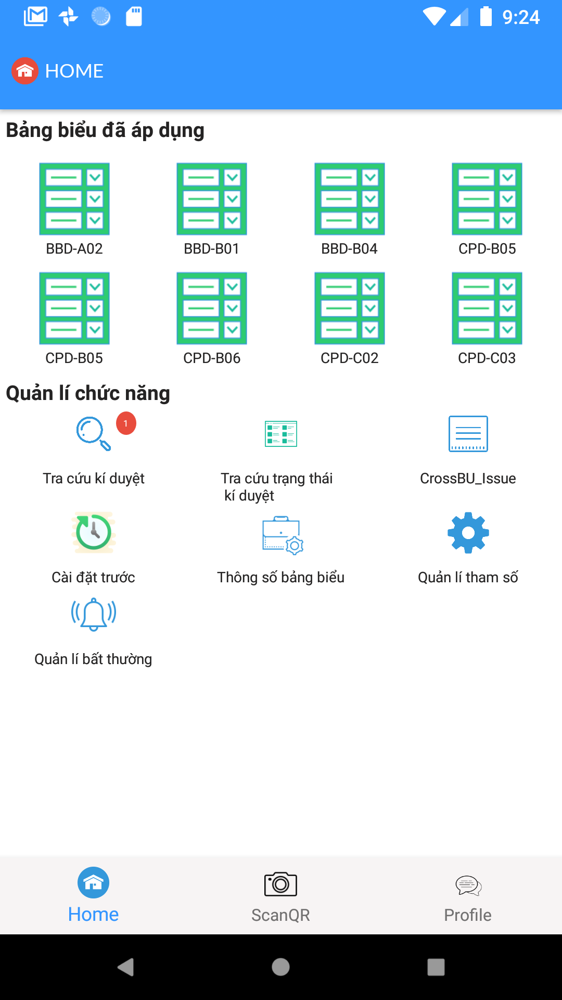 9:24
HOME
Bảng biểu đã áp dụng
BBD-A02 BBD-B01 BBD-B04 CPD-B05
CPD-B05 CPD-B06 CPD-C02 CPD-C03
Quản lí chức năng
1
Tra cứu kí duyệt Tra cứu trạng thái CrossBU_Issue
kí duyệt
Cài đặt trước Thông số bảng biểu Quản lí tham số
Quản lí bất thường
Home ScanQR Profile